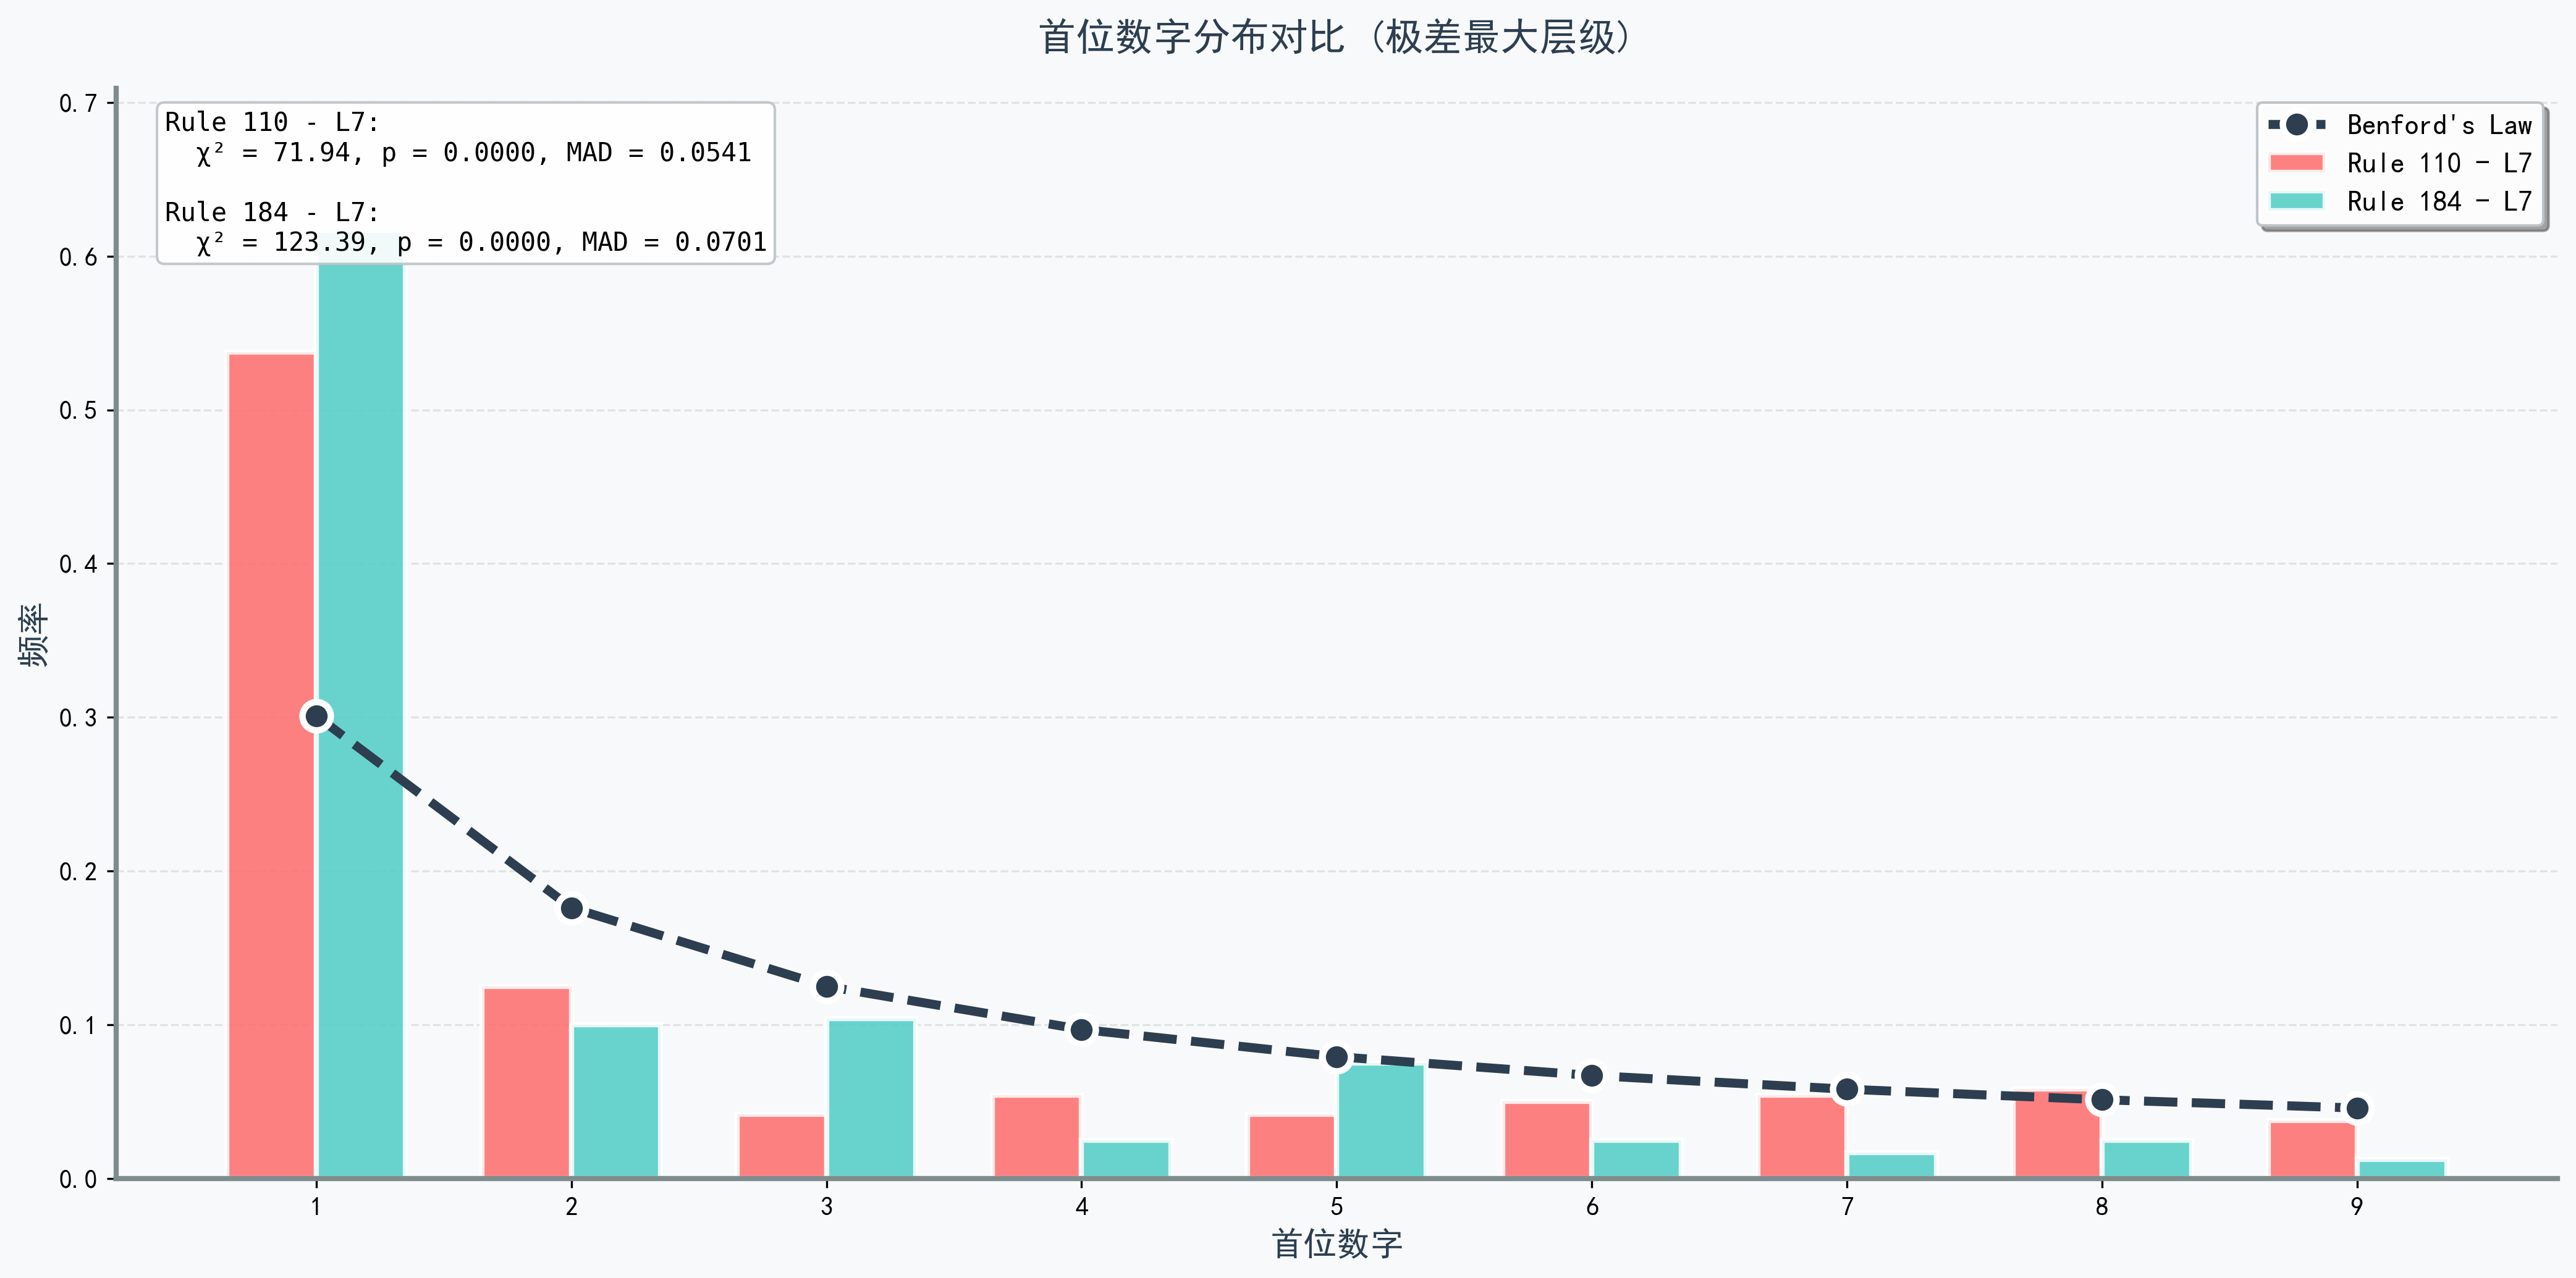 首位数字分布对比 (极差最大层级)
Rule 110 - L7:
χ² = 71.94, p = 0.0000, MAD = 0.0541
Rule 184 - L7:
χ² = 123.39, p = 0.0000, MAD = 0.0701
Benford's Law
Rule 110 - L7
Rule 184 - L7
频率
0.7
0.6
0.5
0.4
0.3
0.2
0.1
0.0
1 2 3 4 5 6 7 8 9
首位数字